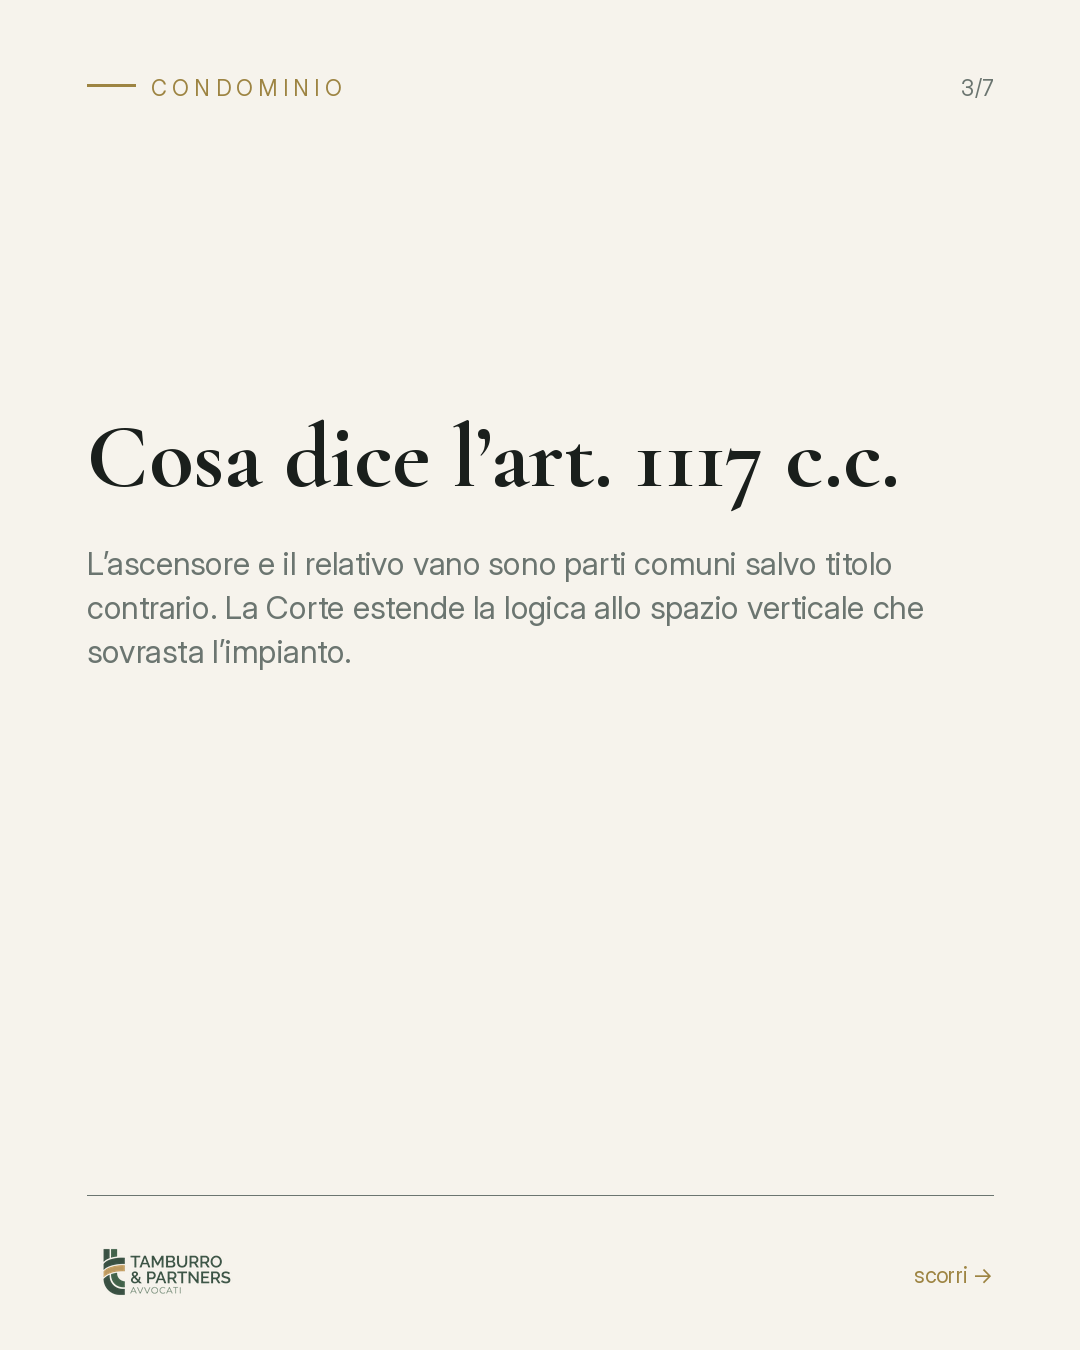 CONDOMINIO
3/7
Cosa dice l’art. 1117 c.c.
L’ascensore e il relativo vano sono parti comuni salvo titolo
contrario. La Corte estende la logica allo spazio verticale che
sovrasta l’impianto.
TAMBURRO
& PARTNERS
AVVOCATI
scorri →